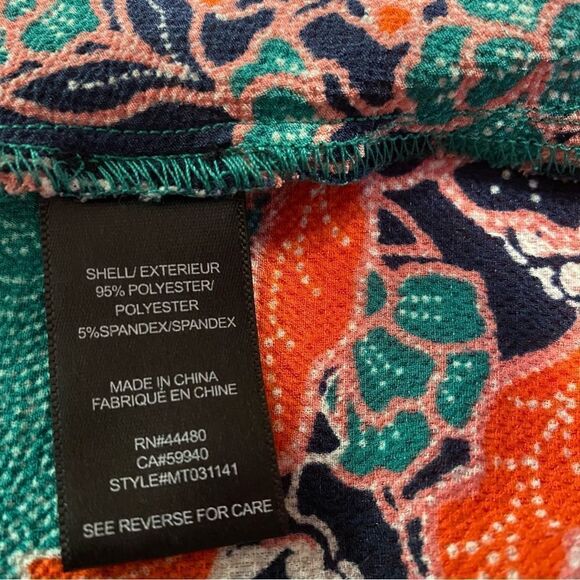 SHELL/ EXTERIEUR
95% POLYESTER/
POLYESTER
5%SPANDEX/SPANDEX
MADE IN CHINA
FABRIQUÉ EN CHINE
RN#44480
CA#59940
STYLE#MT031141
SEE REVERSE FOR CARE